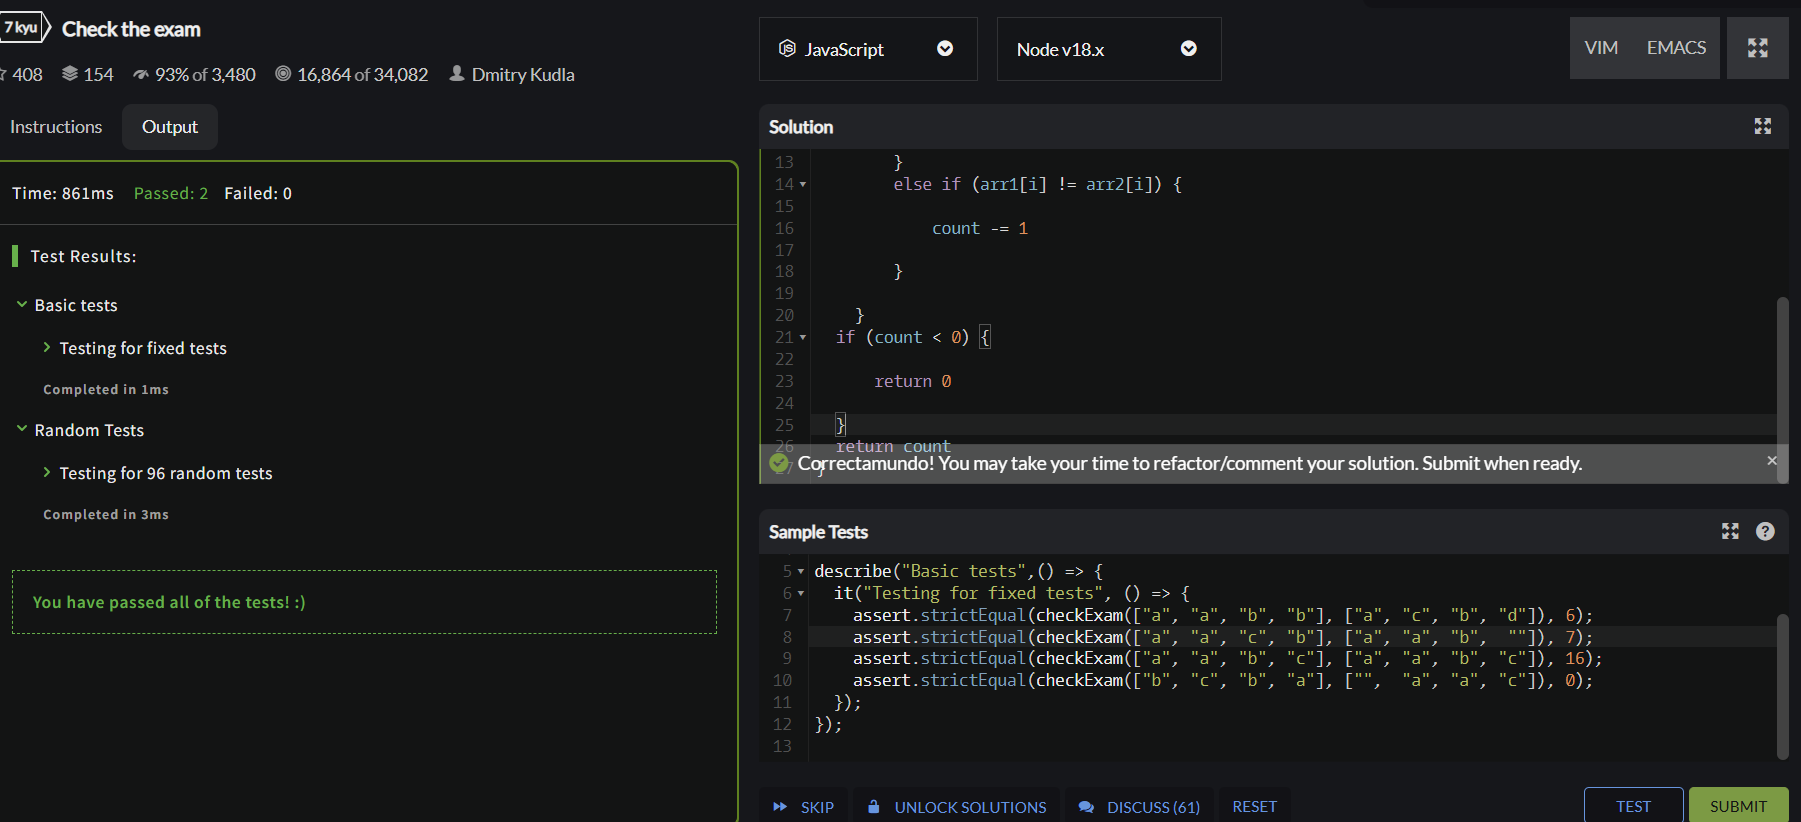 7 kyu Check the exam
408 154 93% of 3,480 16,864 of 34,082 Dmitry Kudla
Instructions Output
Time: 861ms Passed: 2 Failed: 0
Test Results:
Basic tests
Testing for fixed tests
Completed in 1ms
Random Tests
Testing for 96 random tests
Completed in 3ms
You have passed all of the tests! :)
JavaScript Node v18.x VIM EMACS
Solution
13 }
14 else if (arr1[i] != arr2[i]) {
15
16 count -= 1
17
18 }
19
20 }
21 if (count < 0) {
22
23 return 0
24
25 }
26 return count
27 }
Correctamundo! You may take your time to refactor/comment your solution. Submit when ready. ×
Sample Tests ?
5 describe("Basic tests",() => {
6 it("Testing for fixed tests", () => {
7 assert.strictEqual(checkExam(["a", "a", "b", "b"], ["a", "c", "b", "d"]), 6);
8 assert.strictEqual(checkExam(["a", "a", "c", "b"], ["a", "a", "b", ""]), 7);
9 assert.strictEqual(checkExam(["a", "a", "b", "c"], ["a", "a", "b", "c"]), 16);
10 assert.strictEqual(checkExam(["b", "c", "b", "a"], ["", "a", "a", "c"]), 0);
11 });
12 });
13
SKIP UNLOCK SOLUTIONS DISCUSS (61) RESET TEST SUBMIT